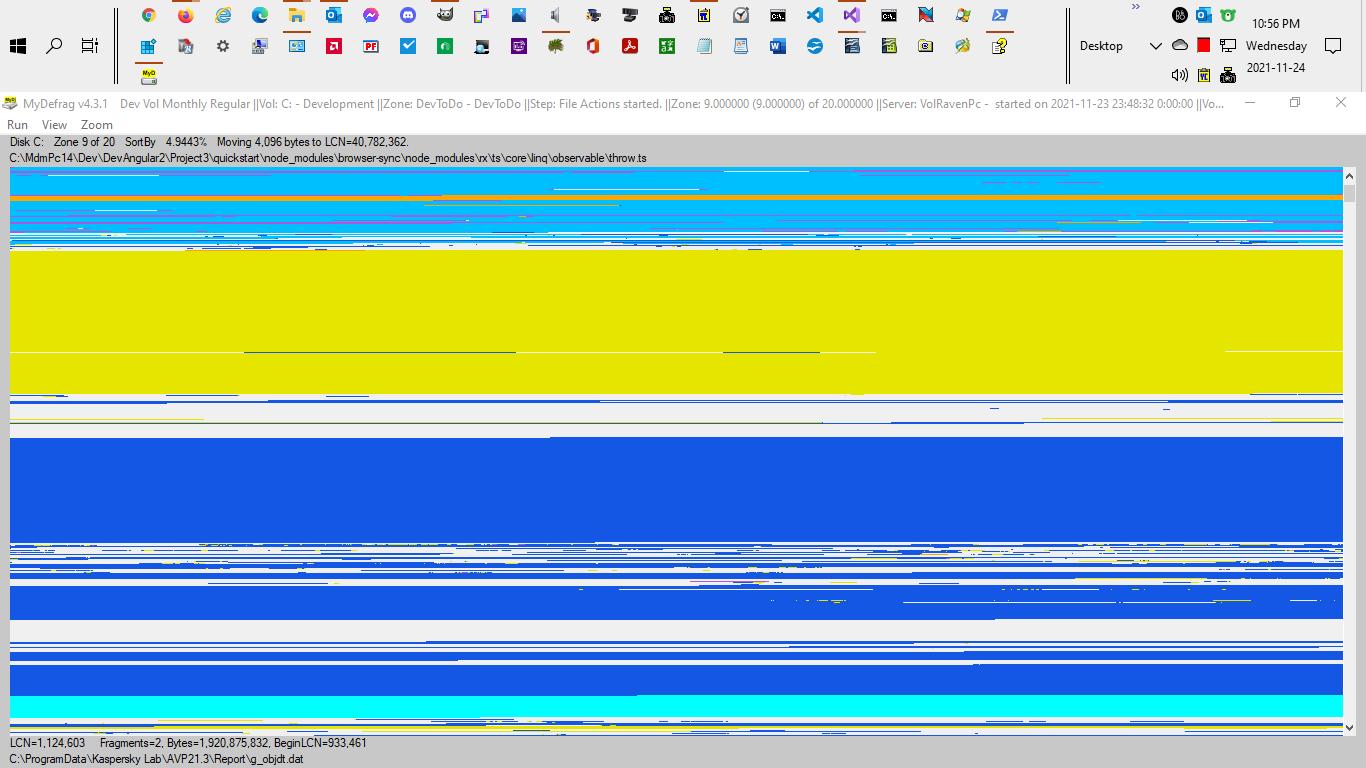 10:56 PM
Desktop
Wednesday
2021-11-24
PF
MyD
MyDefrag v4.3.1 Dev Vol Monthly Regular ||Vol: C: - Development ||Zone: DevToDo - DevToDo ||Step: File Actions started. ||Zone: 9.000000 (9.000000) of 20.000000 ||Server: VolRavenPc - started on 2021-11-23 23:48:32 0:00:00 ||Vo...
Run View Zoom
Disk C: Zone 9 of 20 SortBy 4.9443% Moving 4,096 bytes to LCN=40,782,362.
C:\MdmPc14\Dev\DevAngular2\Project3\quickstart\node_modules\browser-sync\node_modules\rx\ts\core\linq\observable\throw.ts
LCN=1,124,603 Fragments=2, Bytes=1,920,875,832, BeginLCN=933,461
C:\ProgramData\Kaspersky Lab\AVP21.3\Report\g_objdt.dat